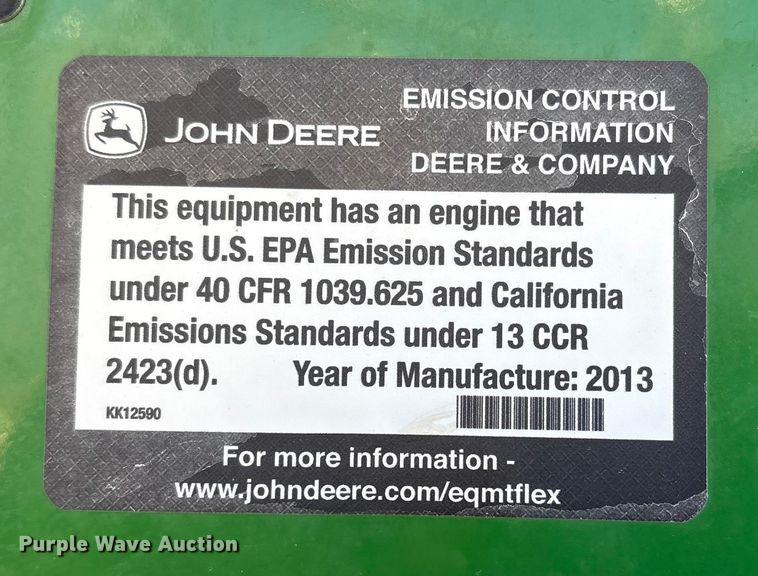 JOHN DEERE
EMISSION CONTROL
INFORMATION
DEERE & COMPANY
This equipment has an engine that
meets U.S. EPA Emission Standards
under 40 CFR 1039.625 and California
Emissions Standards under 13 CCR
2423(d). Year of Manufacture: 2013
KK12590
For more information -
www.johndeere.com/eqmtflex
Purple Wave Auction